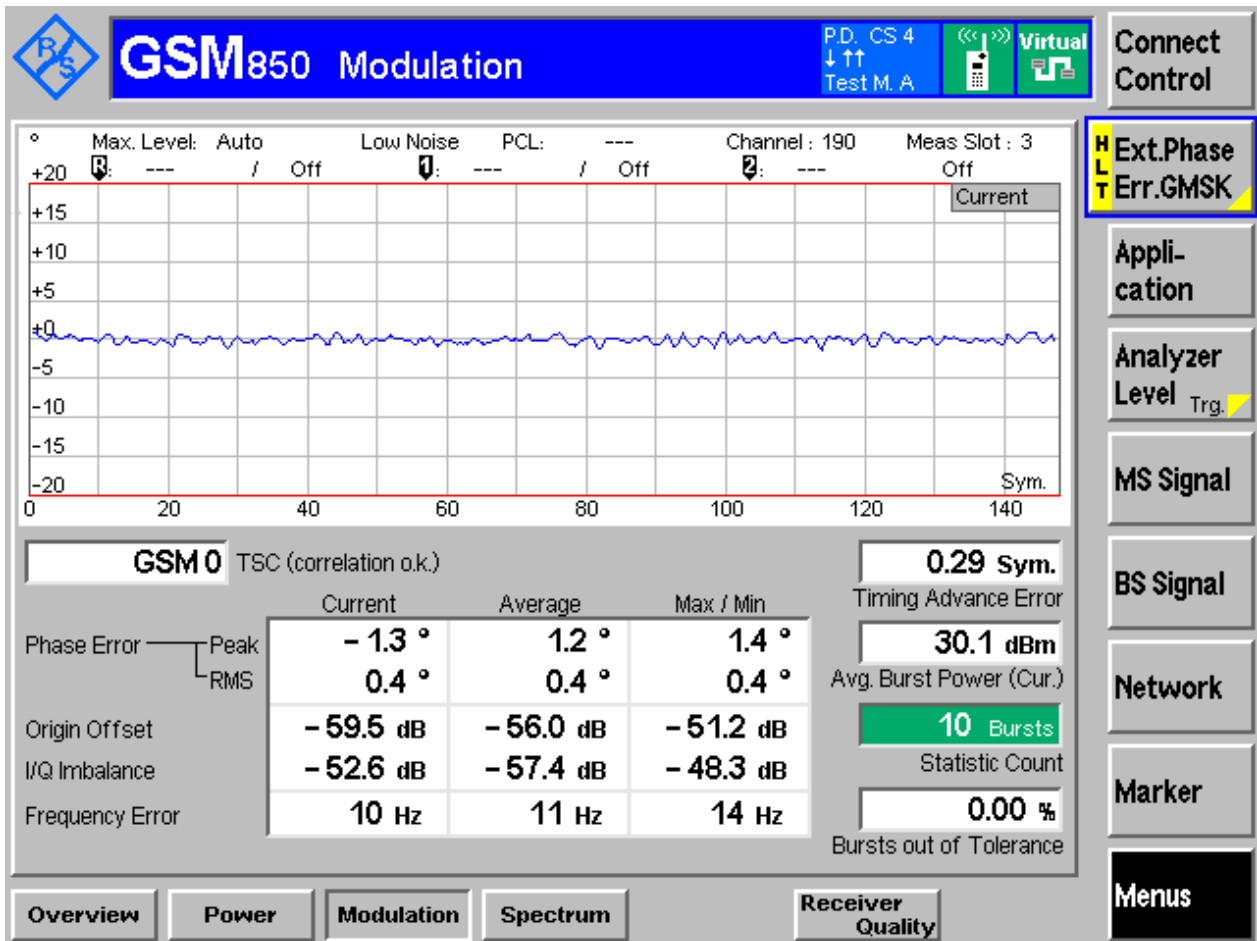 R/S
GSM850 Modulation
P.D. CS 4
↓ ↑↑
Test M. A
Virtual
Connect
Control
° Max. Level: Auto Low Noise PCL: --- Channel : 190 Meas Slot : 3
R: --- / Off 1: --- / Off 2: --- Off
Current
+20
+15
+10
+5
±0
-5
-10
-15
-20
Sym.
0 20 40 60 80 100 120 140
HLT
Ext.Phase
Err.GMSK
Appli-
cation
Analyzer
Level Trg.
MS Signal
BS Signal
Network
Marker
Menus
GSM 0 TSC (correlation o.k.)
Current Average Max / Min
Phase Error Peak – 1.3 ° 1.2 ° 1.4 °
RMS 0.4 ° 0.4 ° 0.4 °
Origin Offset – 59.5 dB – 56.0 dB – 51.2 dB
I/Q Imbalance – 52.6 dB – 57.4 dB – 48.3 dB
Frequency Error 10 Hz 11 Hz 14 Hz
0.29 Sym.
Timing Advance Error
30.1 dBm
Avg. Burst Power (Cur.)
10 Bursts
Statistic Count
0.00 %
Bursts out of Tolerance
Overview Power Modulation Spectrum Receiver
Quality